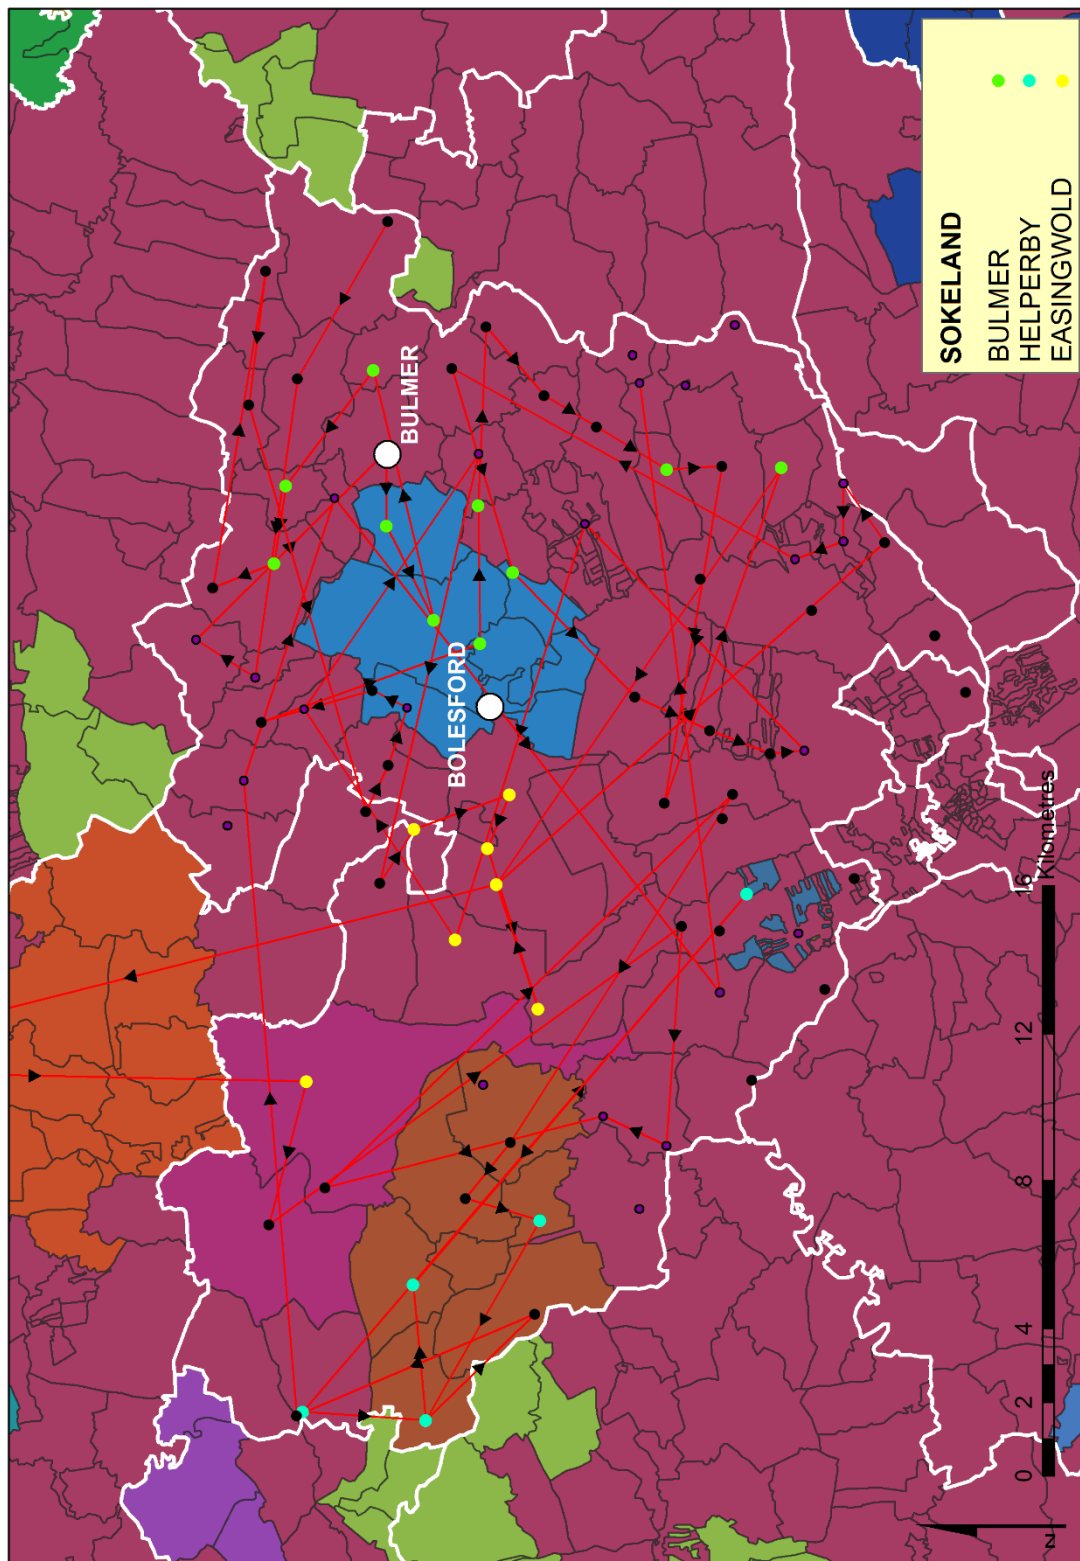 BULMER
BOLESFORD
SOKELAND
BULMER
HELPERBY
EASINGWOLD
0 2 4 8 12 16
Kilometres
N